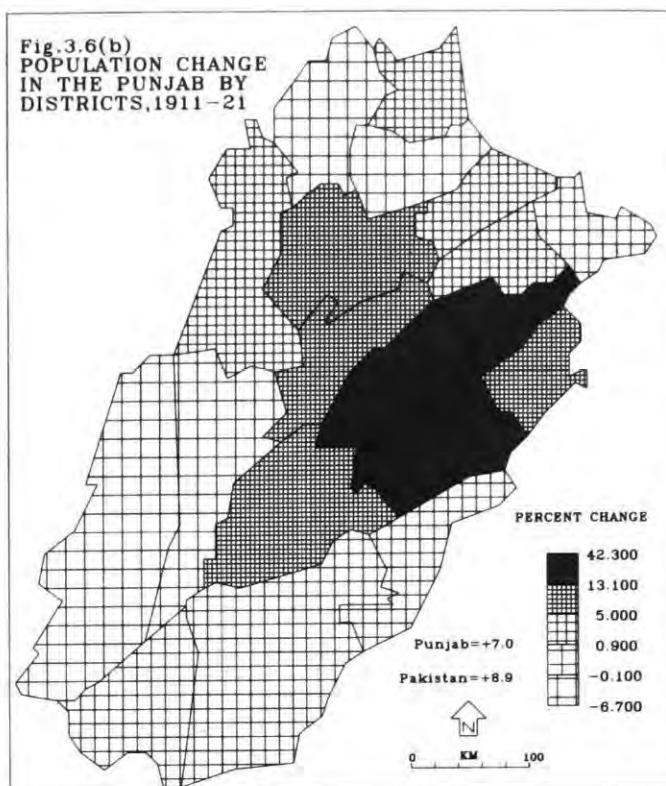 Fig.3.6(b)
POPULATION CHANGE
IN THE PUNJAB BY
DISTRICTS,1911-21
PERCENT CHANGE
42.300
13.100
5.000
0.900
-0.100
-6.700
Punjab=+7.0
Pakistan=+8.9
N
0 KM 100